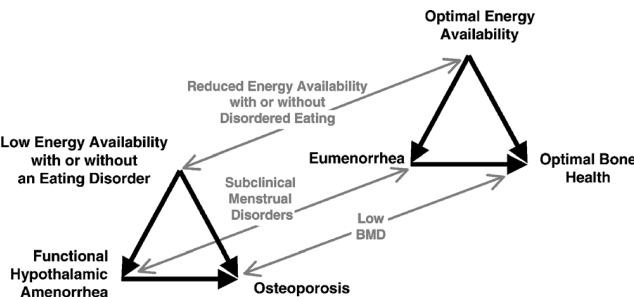 Optimal Energy
Availability
Reduced Energy Availability
with or without
Disordered Eating
Low Energy Availability
with or without
an Eating Disorder
Eumenorrhea
Optimal Bone
Health
Subclinical
Menstrual
Disorders
Low
BMD
Functional
Hypothalamic
Amenorrhea
Osteoporosis